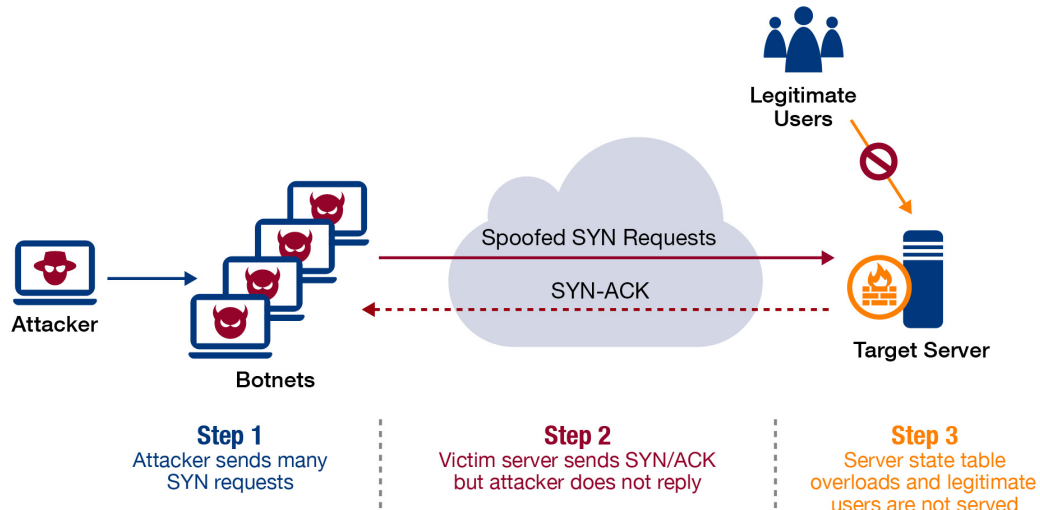 Legitimate
Users
Spoofed SYN Requests
SYN-ACK
Attacker
Botnets
Target Server
Step 1
Attacker sends many
SYN requests
Step 2
Victim server sends SYN/ACK
but attacker does not reply
Step 3
Server state table
overloads and legitimate
users are not served